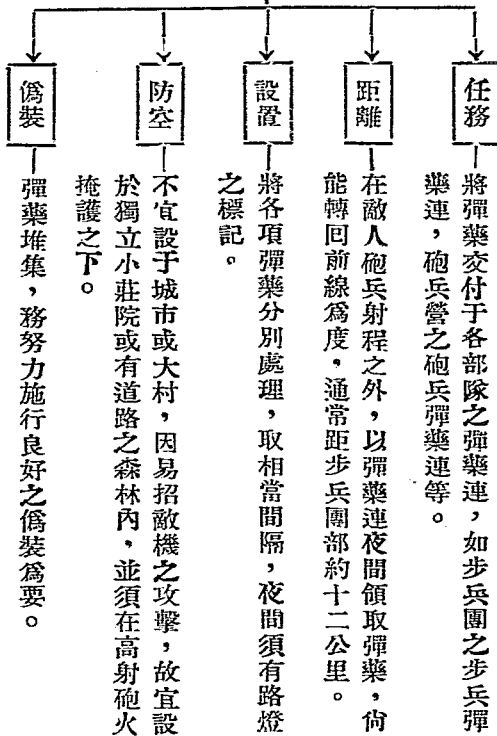 任務
將彈藥交付于各部隊之彈藥連，如步兵團之步兵彈
藥連，砲兵營之砲兵彈藥連等。
距離
在敵人砲兵射程之外，以彈藥連夜間領取彈藥，尙
能轉回前線爲度，通常距步兵團部約十二公里。
設置
將各項彈藥分別處理，取相當間隔，夜間須有路燈
之標記。
防空
不宜設于城市或大村，因易招敵機之攻擊，故宜設
於獨立小莊院或有道路之森林內，並須在高射砲火
掩護之下。
僞裝
彈藥堆集，務努力施行良好之僞裝爲要。